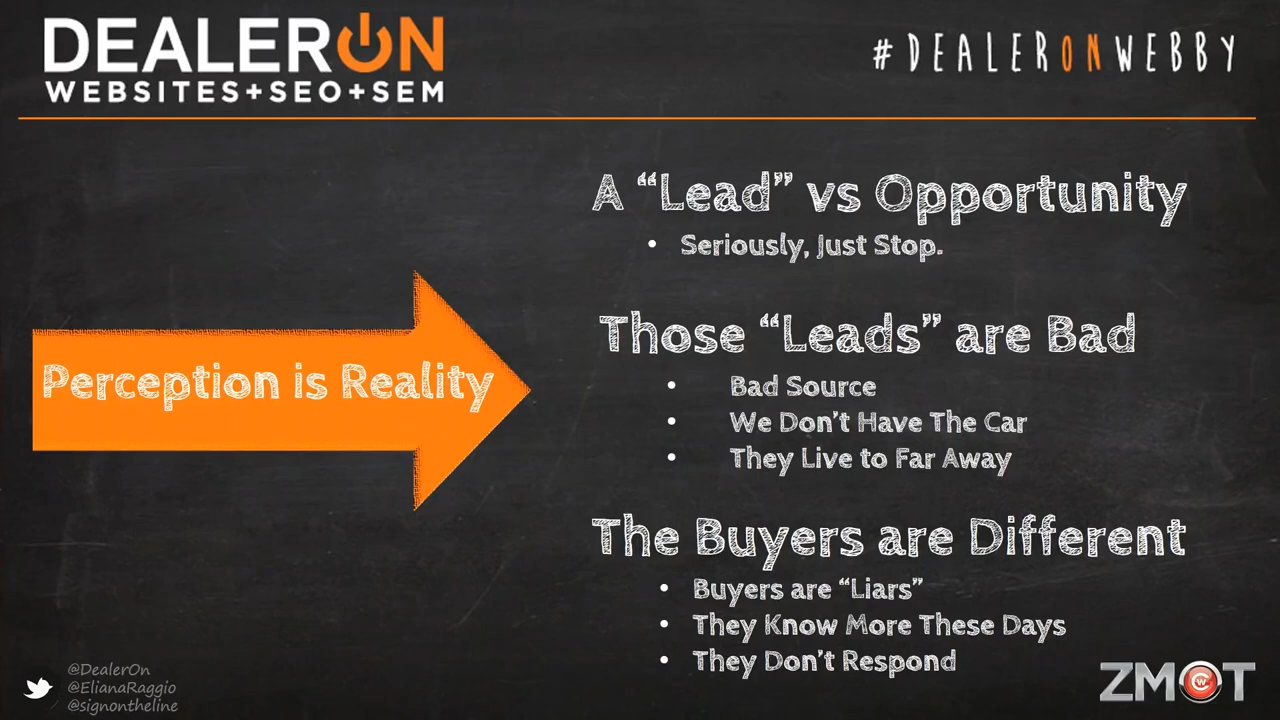 DEALERON
WEBSITES+SEO+SEM
#DEALERONWEBBY
A “Lead” vs Opportunity
• Seriously, Just Stop.
Perception is Reality
Those “Leads” are Bad
• Bad Source
• We Don’t Have The Car
• They Live to Far Away
The Buyers are Different
• Buyers are “Liars”
• They Know More These Days
• They Don’t Respond
@DealerOn
@ElianaRaggio
@signontheline
ZMOT